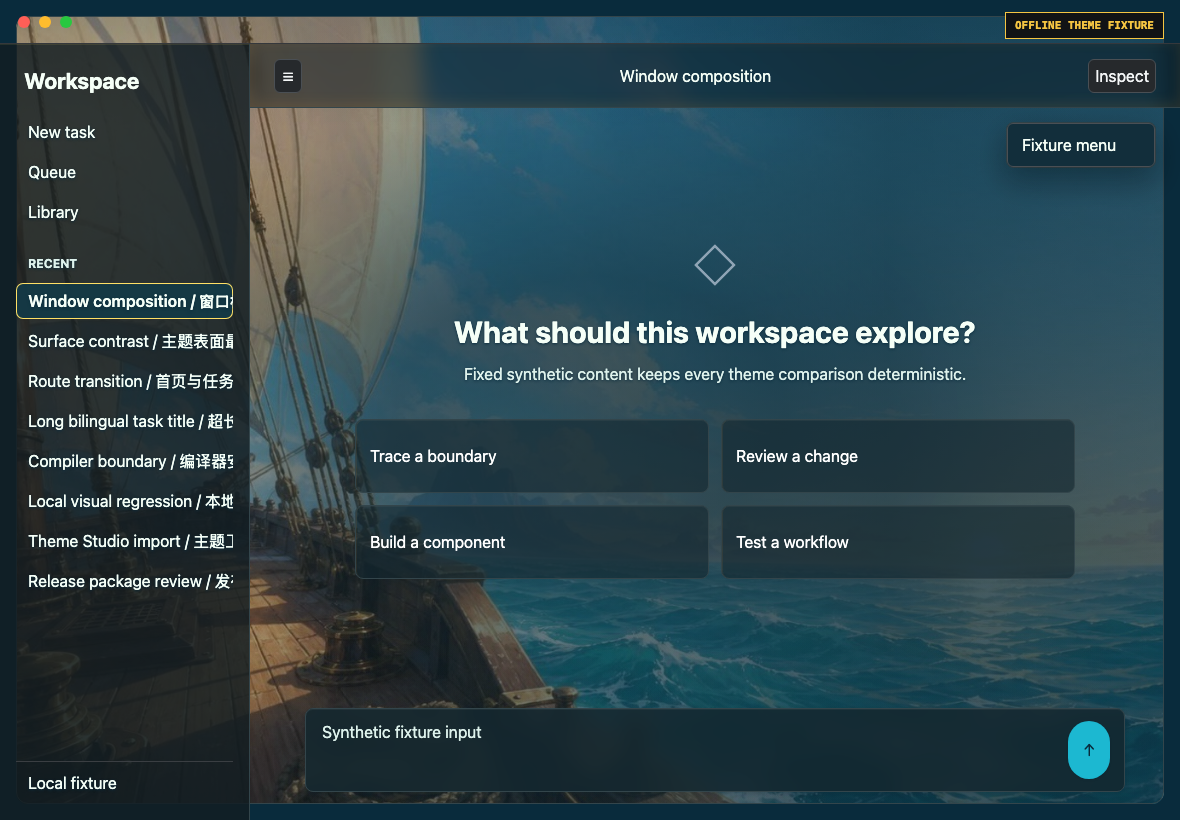 OFFLINE THEME FIXTURE
Workspace
Window composition
Inspect
Fixture menu
New task
Queue
Library
RECENT
Window composition / 窗口
Surface contrast / 主题表面
Route transition / 首页与任务
Long bilingual task title / 超长
Compiler boundary / 编译器
Local visual regression / 本地
Theme Studio import / 主题
Release package review / 发
Local fixture
What should this workspace explore?
Fixed synthetic content keeps every theme comparison deterministic.
Trace a boundary
Review a change
Build a component
Test a workflow
Synthetic fixture input